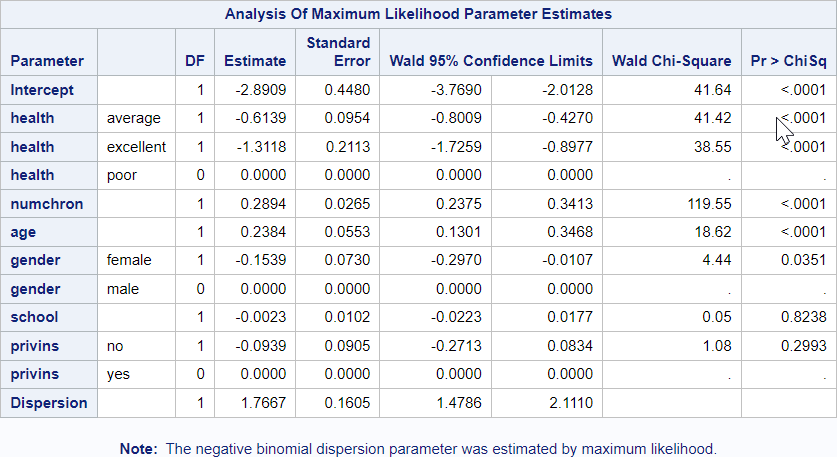 Analysis Of Maximum Likelihood Parameter Estimates
Parameter DF Estimate Standard Error Wald 95% Confidence Limits Wald Chi-Square Pr > ChiSq
Intercept 1 -2.8909 0.4480 -3.7690 -2.0128 41.64 <.0001
health average 1 -0.6139 0.0954 -0.8009 -0.4270 41.42 <.0001
health excellent 1 -1.3118 0.2113 -1.7259 -0.8977 38.55 <.0001
health poor 0 0.0000 0.0000 0.0000 0.0000 . .
numchron 1 0.2894 0.0265 0.2375 0.3413 119.55 <.0001
age 1 0.2384 0.0553 0.1301 0.3468 18.62 <.0001
gender female 1 -0.1539 0.0730 -0.2970 -0.0107 4.44 0.0351
gender male 0 0.0000 0.0000 0.0000 0.0000 . .
school 1 -0.0023 0.0102 -0.0223 0.0177 0.05 0.8238
privins no 1 -0.0939 0.0905 -0.2713 0.0834 1.08 0.2993
privins yes 0 0.0000 0.0000 0.0000 0.0000 . .
Dispersion 1 1.7667 0.1605 1.4786 2.1110
Note: The negative binomial dispersion parameter was estimated by maximum likelihood.